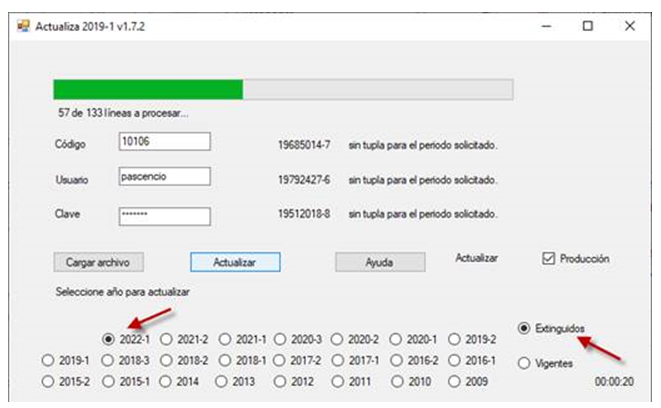 Actualiza 2019-1 v1.7.2
57 de 133 líneas a procesar...
Código 10106 19685014-7 sin tupla para el periodo solicitado.
Usuario pascencio 19792427-6 sin tupla para el periodo solicitado.
Clave ******* 19512018-8 sin tupla para el periodo solicitado.
Cargar archivo Actualizar Ayuda Actualizar Producción
Seleccione año para actualizar
2022-1 2021-2 2021-1 2020-3 2020-2 2020-1 2019-2 Extinguidos
2019-1 2018-3 2018-2 2018-1 2017-2 2017-1 2016-2 2016-1 Vigentes
2015-2 2015-1 2014 2013 2012 2011 2010 2009 00:00:20